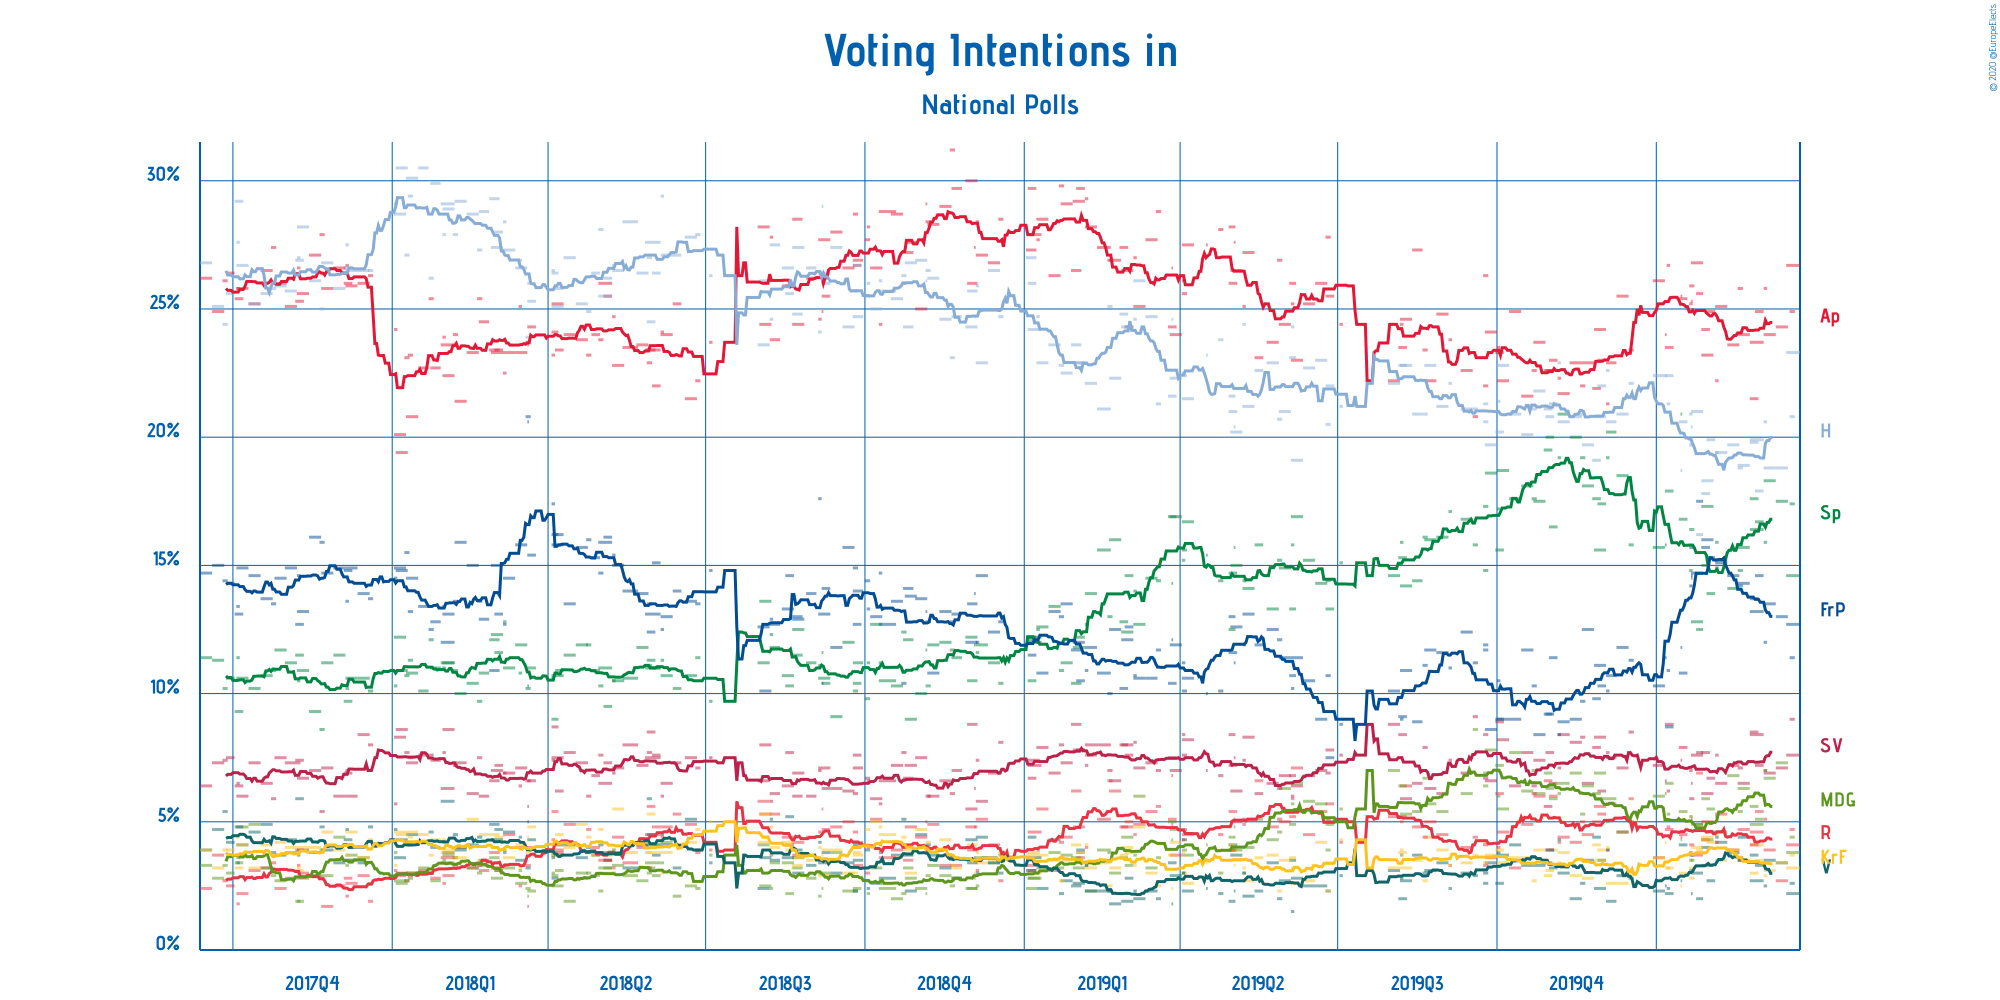 © 2020 @EuropeElects
Voting Intentions in
National Polls
30%
25%
20%
15%
10%
5%
0%
Ap
H
Sp
FrP
SV
MDG
R
KrF
V
2017Q4
2018Q1
2018Q2
2018Q3
2018Q4
2019Q1
2019Q2
2019Q3
2019Q4